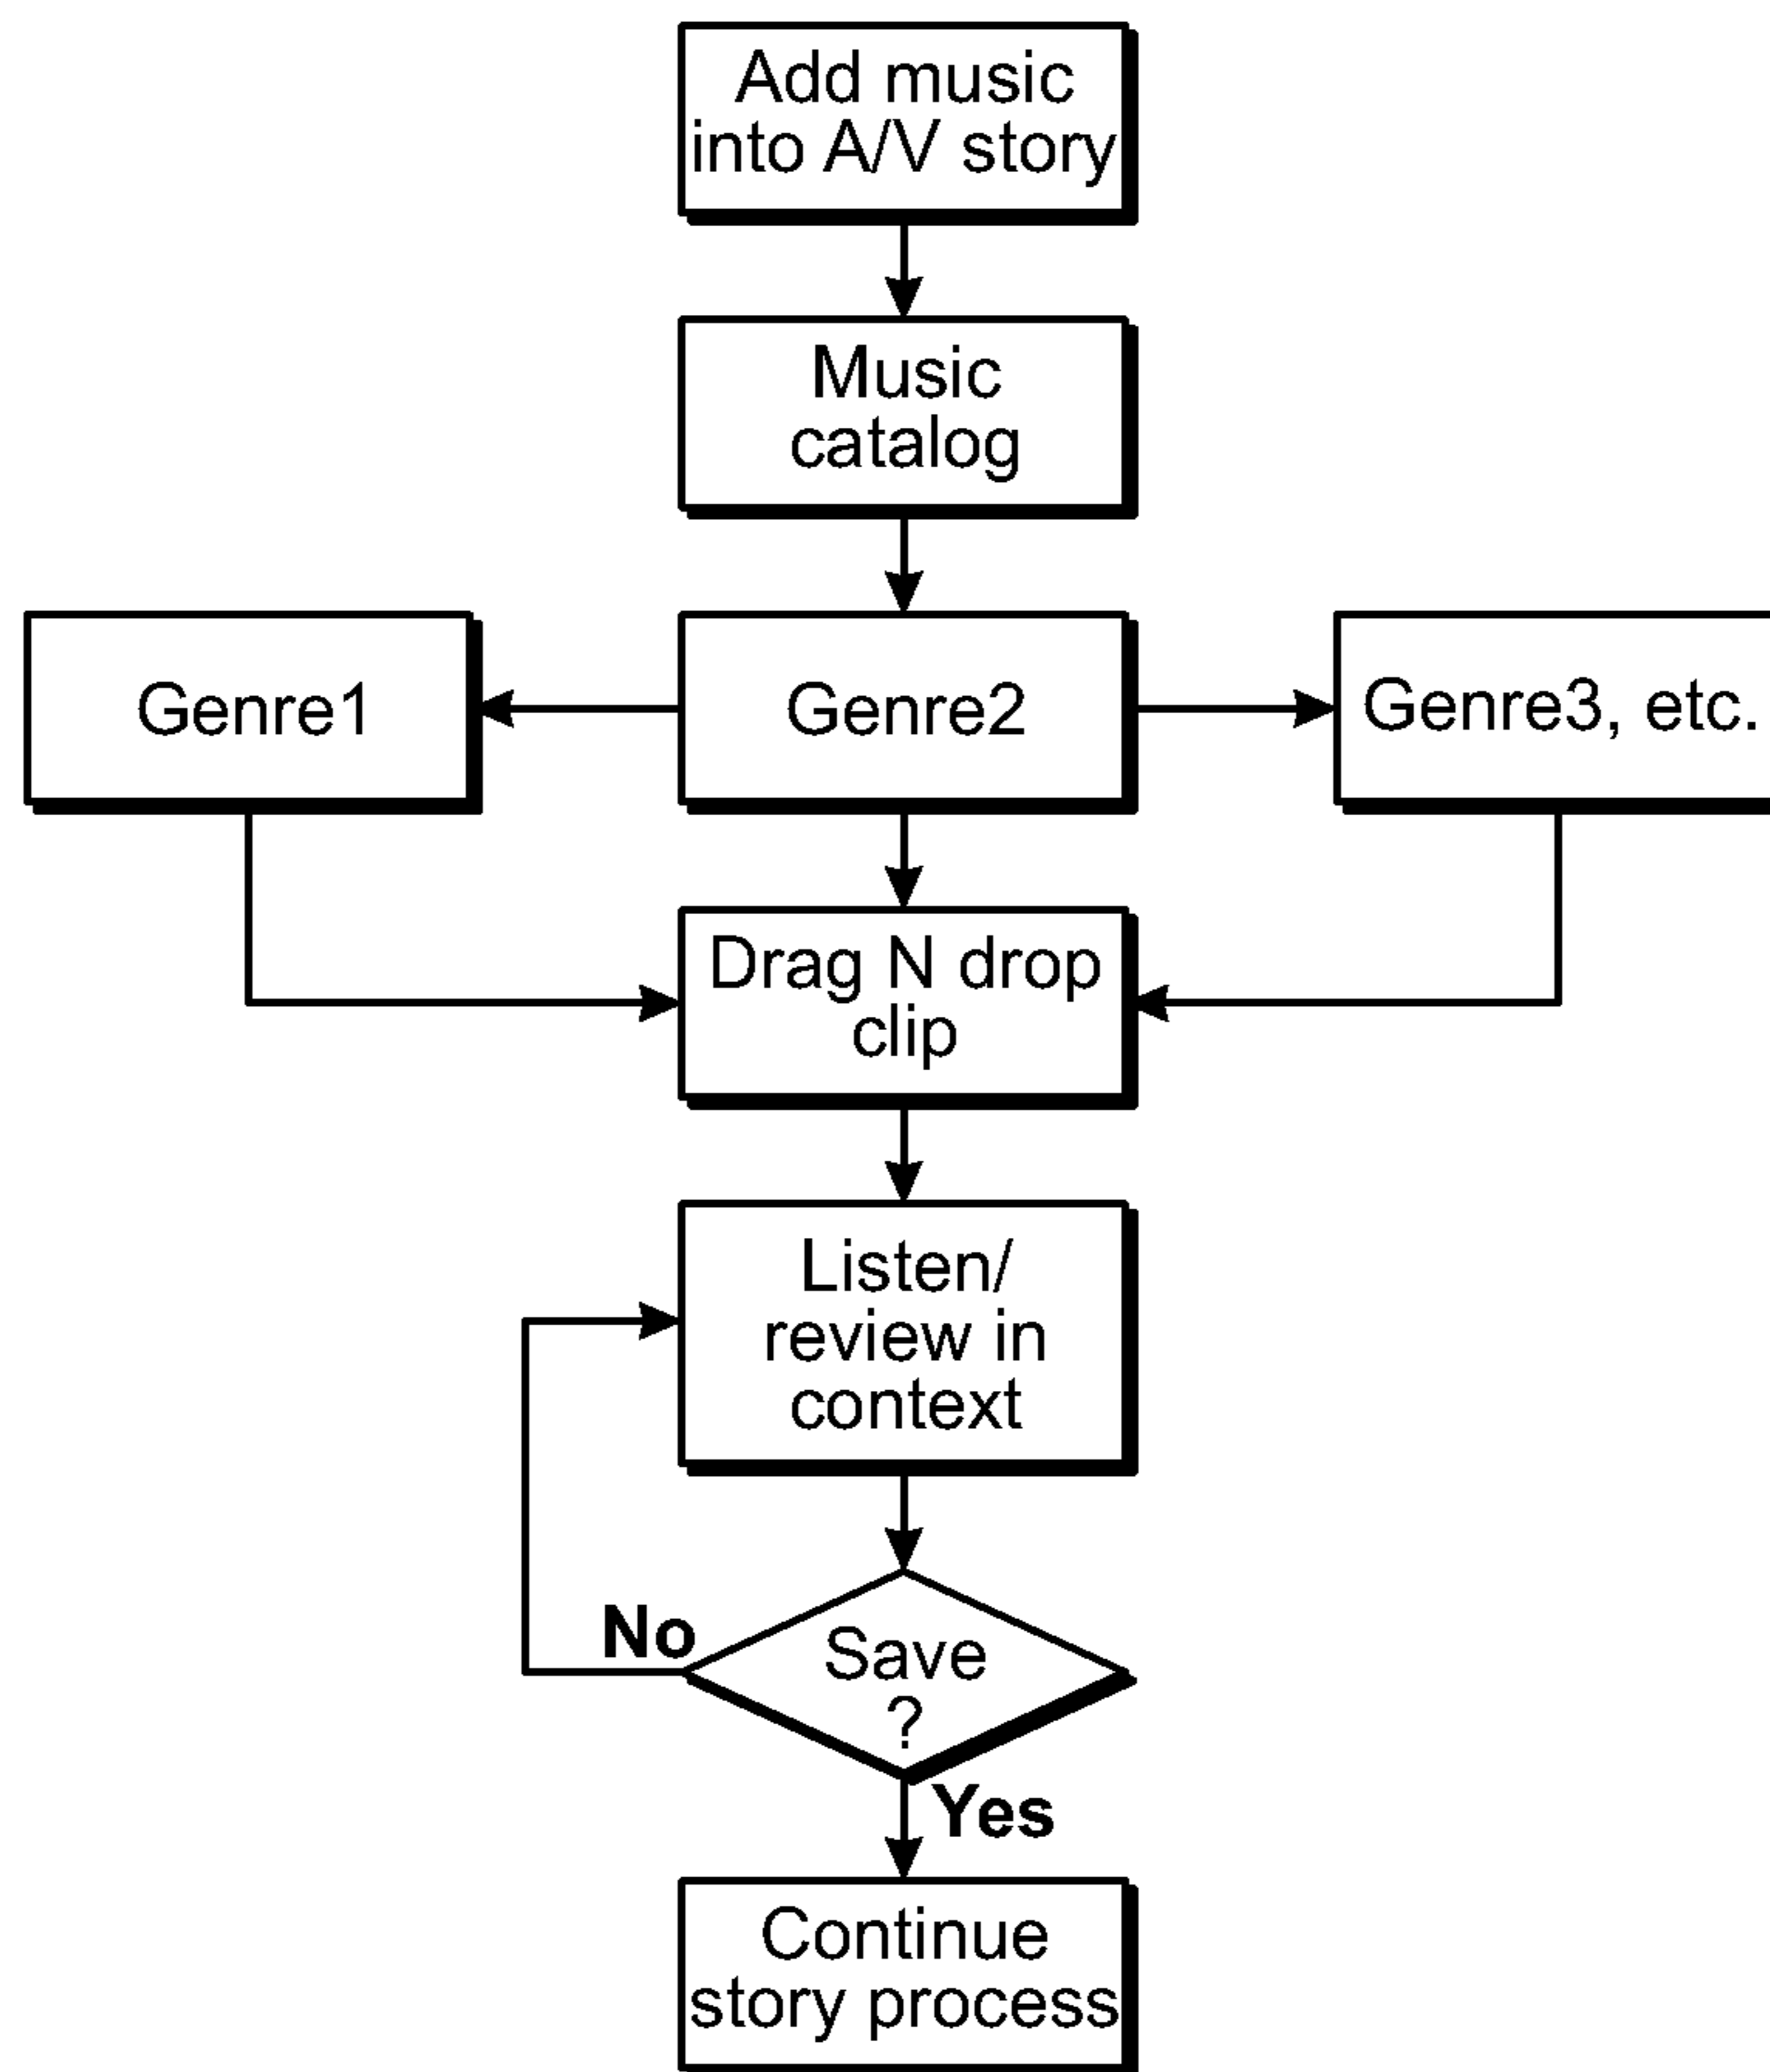 Add music
into A/V story
Music
catalog
Genre1
Genre2
Genre3, etc.
Drag N drop
clip
Listen/
review in
context
No
Save
?
Yes
Continue
story process